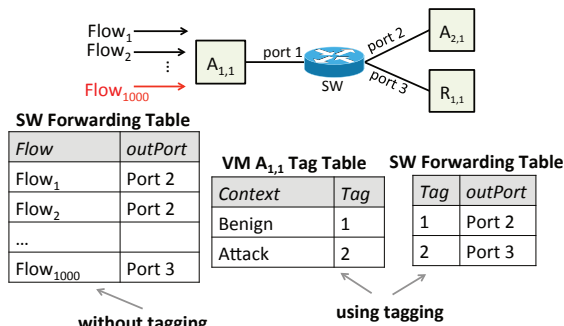 Flow1
Flow2
⋮
Flow1000
A1,1
port 1
SW
port 2
port 3
A2,1
R1,1
SW Forwarding Table
Flow outPort
Flow1 Port 2
Flow2 Port 2
...
Flow1000 Port 3
without tagging
VM A1,1 Tag Table
Context Tag
Benign 1
Attack 2
SW Forwarding Table
Tag outPort
1 Port 2
2 Port 3
using tagging